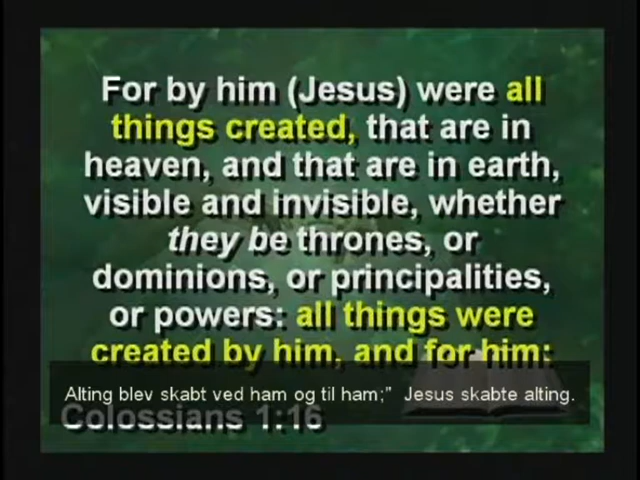 For by him (Jesus) were all
things created, that are in
heaven, and that are in earth,
visible and invisible, whether
they be thrones, or
dominions, or principalities,
or powers: all things were
created by him, and for him:
Alting blev skabt ved ham og til ham;” Jesus skabte alting.
Colossians 1:16